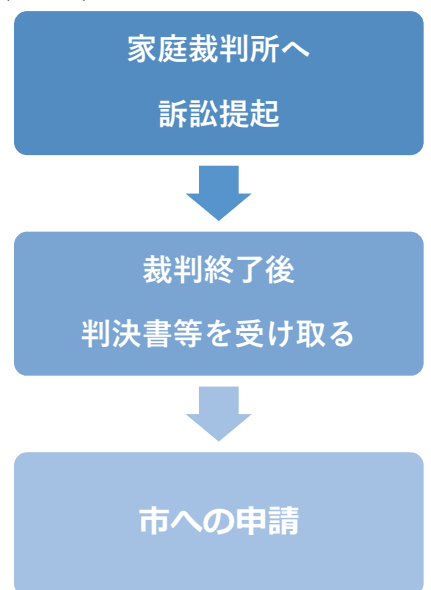 家庭裁判所へ
訴訟提起
裁判終了後
判決書等を受け取る
市への申請